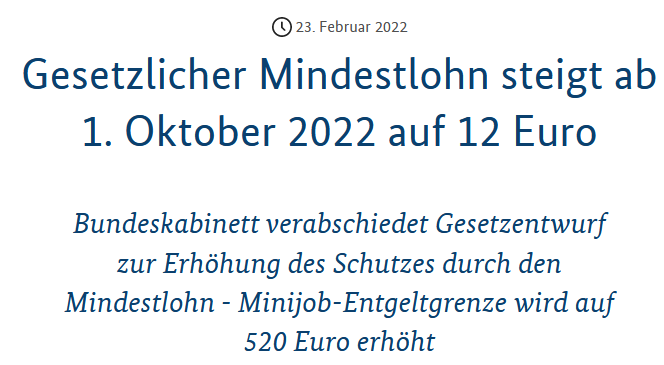 23. Februar 2022
Gesetzlicher Mindestlohn steigt ab
1. Oktober 2022 auf 12 Euro
Bundeskabinett verabschiedet Gesetzentwurf
zur Erhöhung des Schutzes durch den
Mindestlohn - Minijob-Entgeltgrenze wird auf
520 Euro erhöht